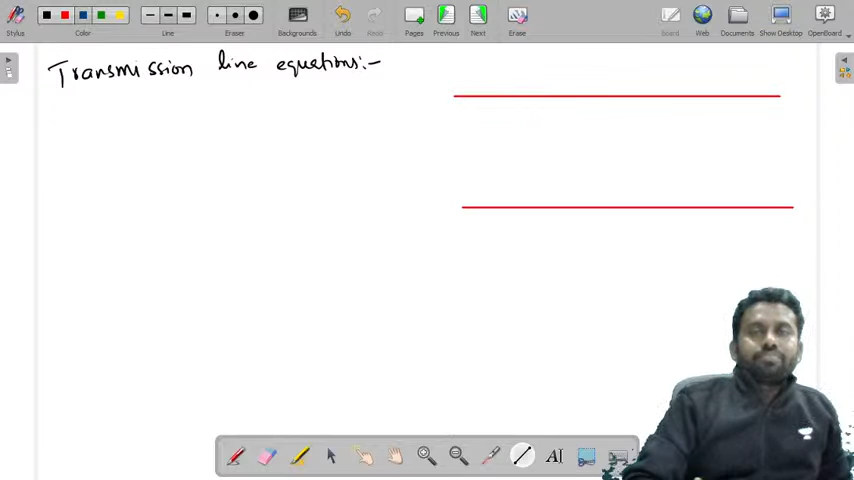 Stylus
Color
Line
Eraser
Backgrounds
Undo
Redo
Pages
Previous
Next
Erase
Board
Web
Documents
Show Desktop
OpenBoard
Transmission line equations:-